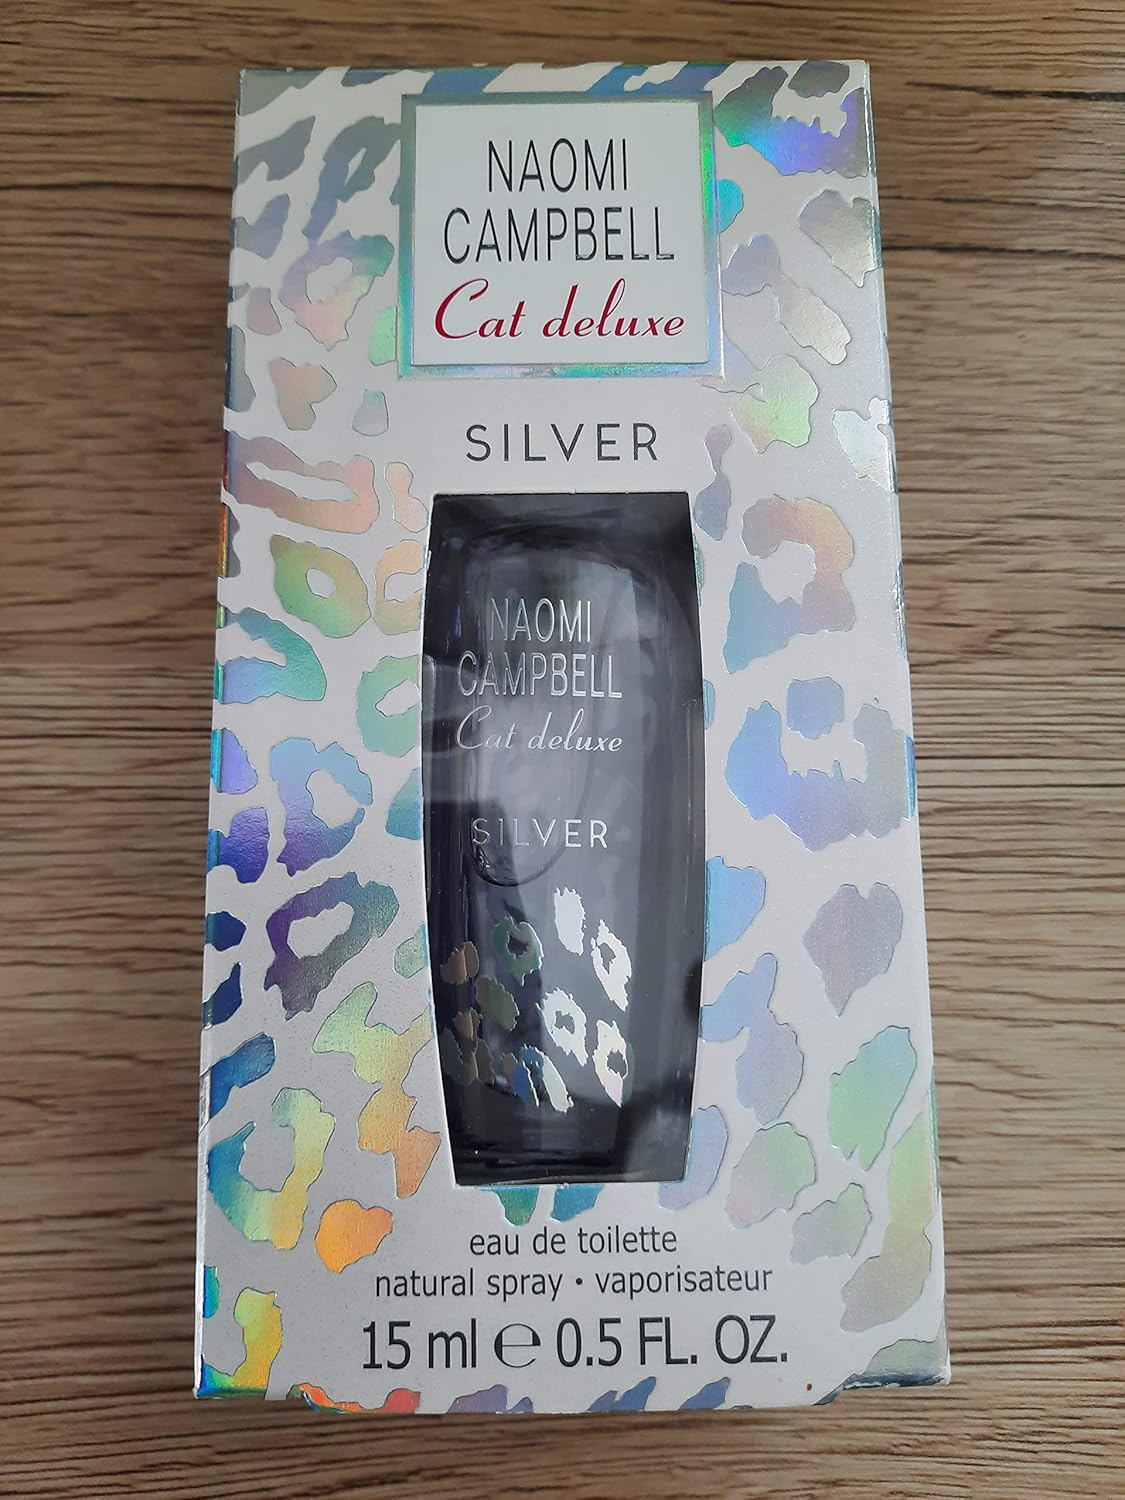 NAOMI
CAMPBELL
Cat deluxe
SILVER
NAOMI
CAMPBELL
Cat deluxe
SILVER
eau de toilette
natural spray • vaporisateur
15 ml ℮ 0.5 FL. OZ.